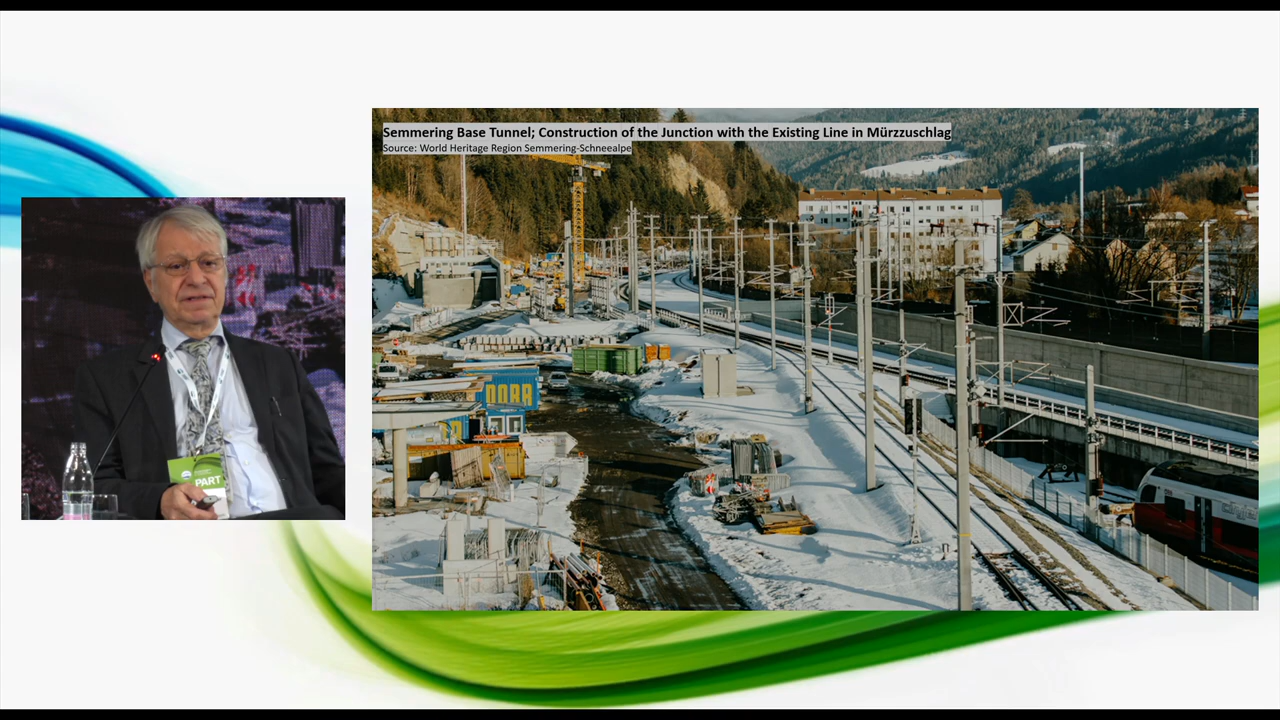 Semmering Base Tunnel; Construction of the Junction with the Existing Line in Mürzzuschlag
Source: World Heritage Region Semmering-Schneealpe
PORR
PART